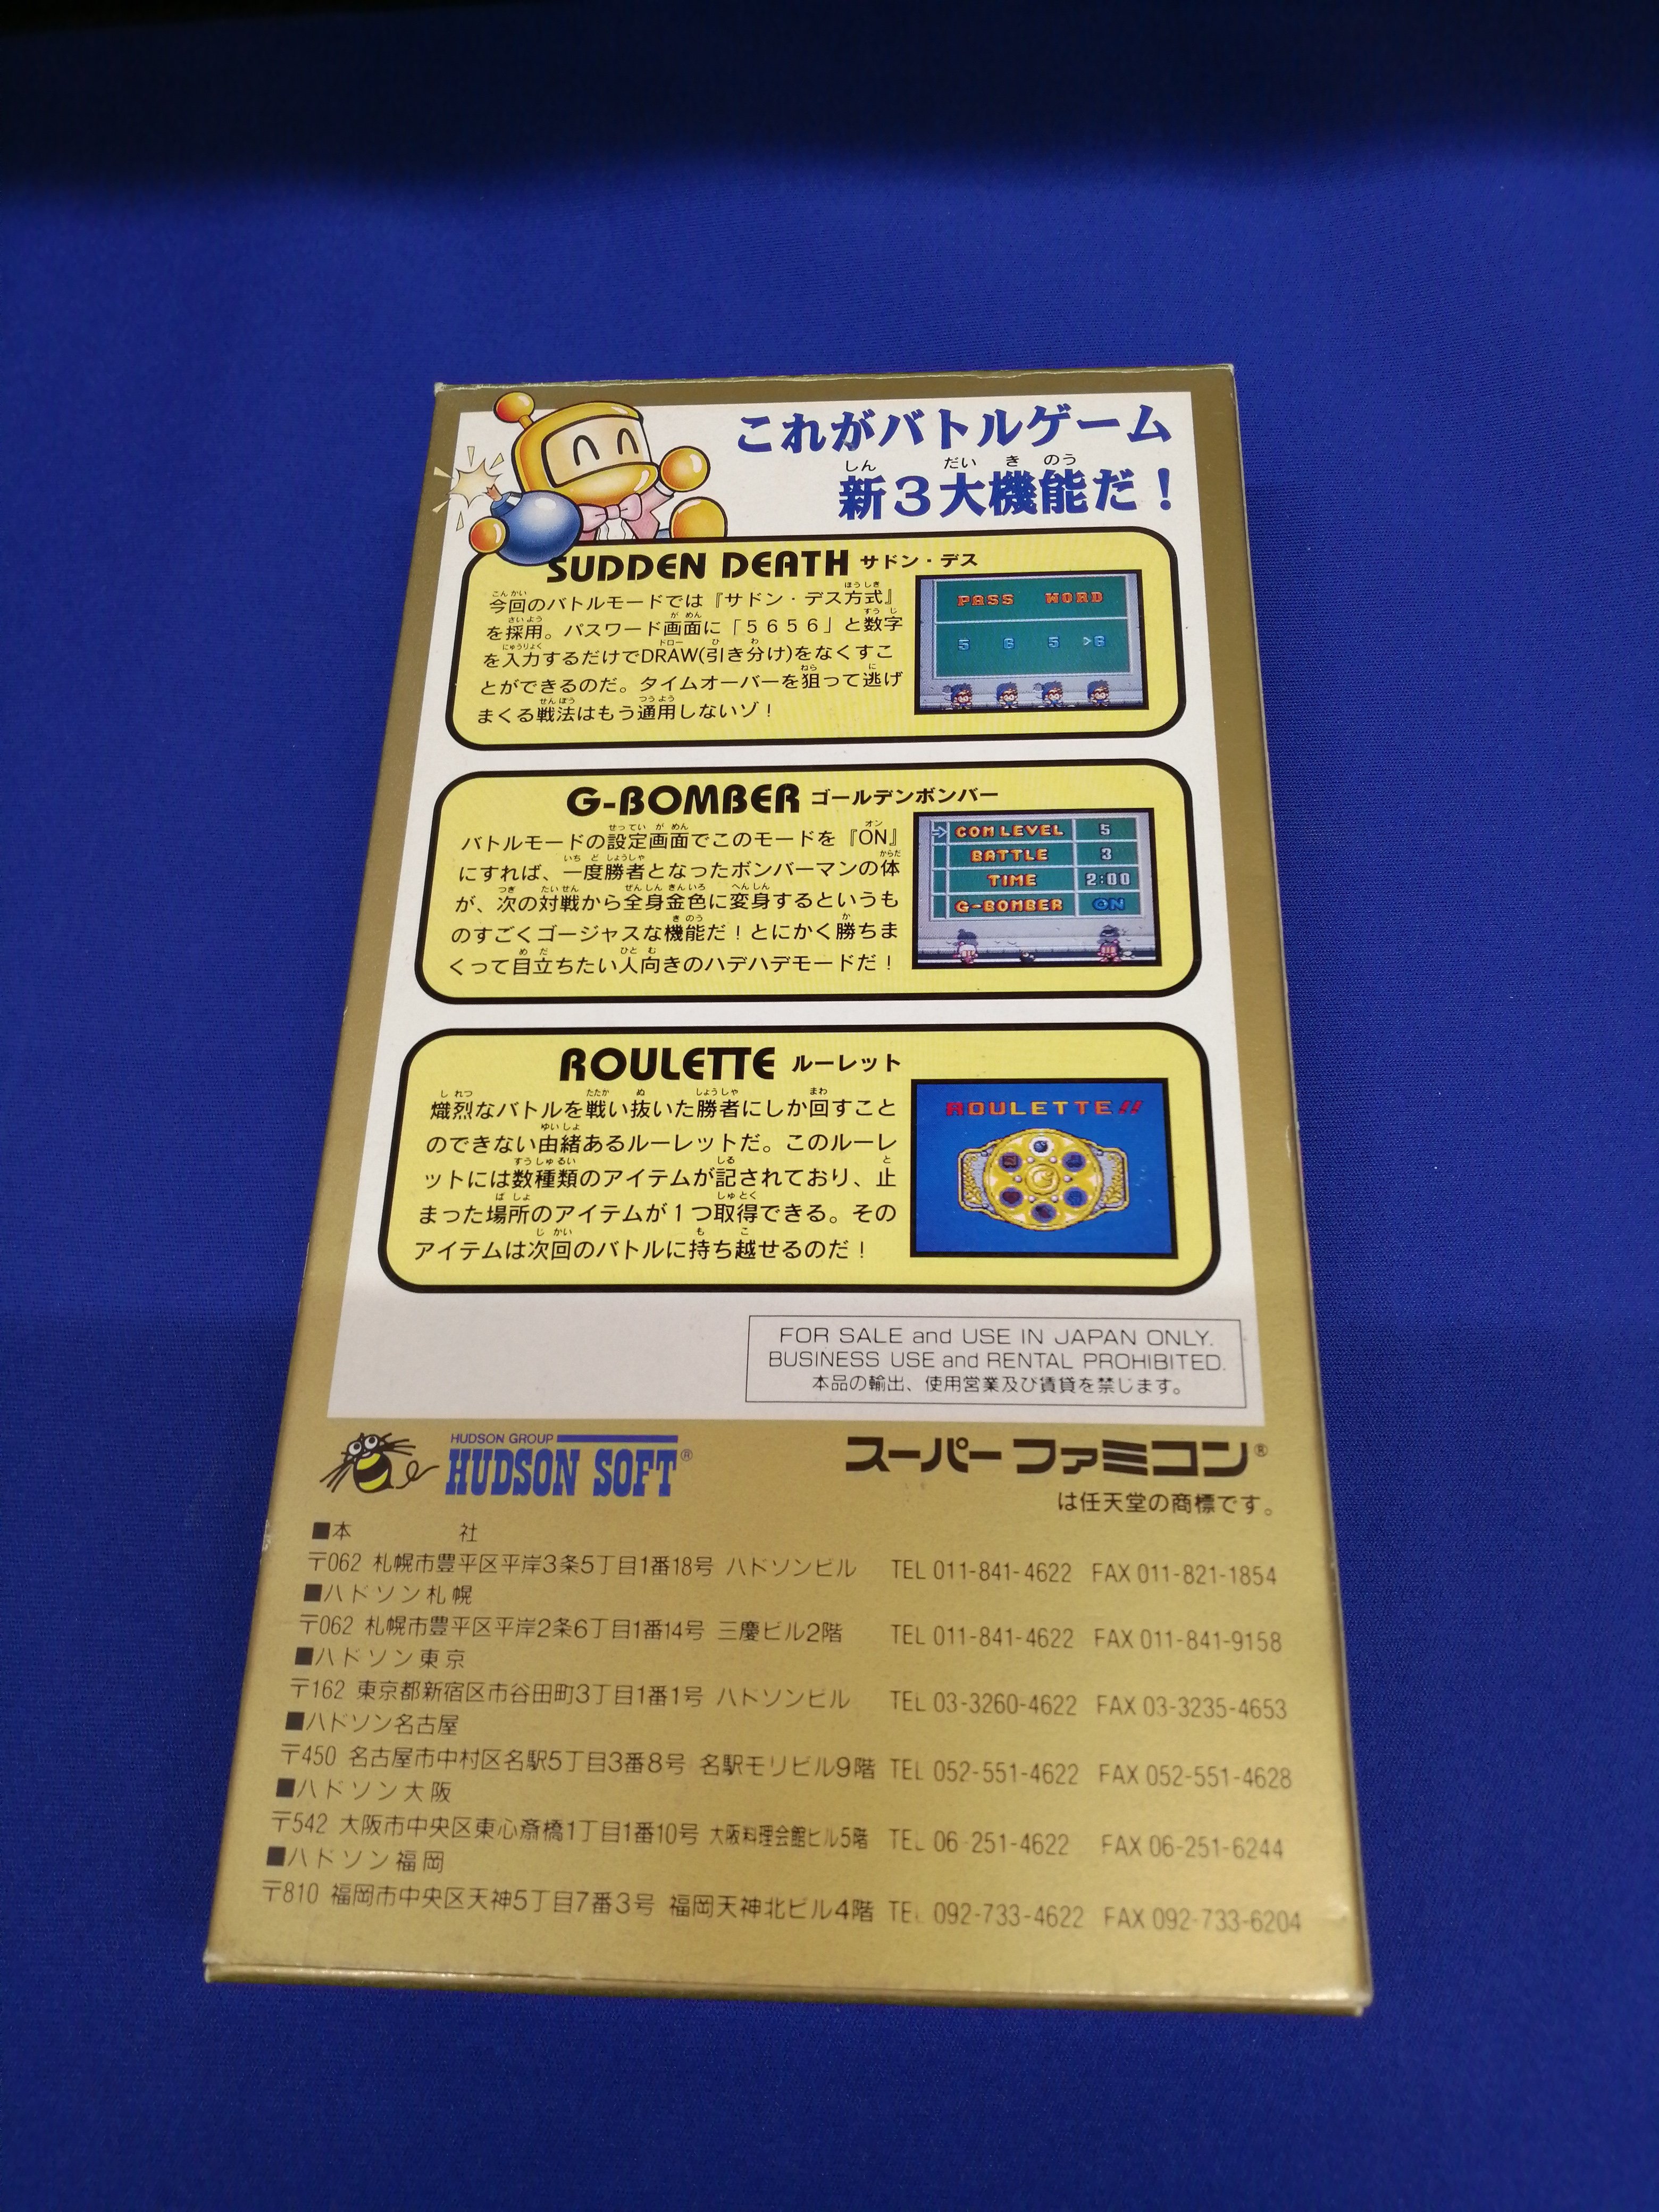 これがバトルゲーム
新3大機能だ！
SUDDEN DEATH サドン・デス
今回のバトルモードでは『サドン・デス方式』
を採用。パスワード画面に「5656」と数字
を入力するだけでDRAW(引き分け)をなくすこ
とができるのだ。タイムオーバーを狙って逃げ
まくる戦法はもう通用しないゾ！
PASS WORD
5 6 5 >6
G-BOMBER ゴールデンボンバー
バトルモードの設定画面でこのモードを『ON』
にすれば、一度勝者となったボンバーマンの体
が、次の対戦から全身金色に変身するというも
のすごくゴージャスな機能だ！とにかく勝ちま
くって目立ちたい人向きのハデハデモードだ！
COM LEVEL 5
BATTLE 3
TIME 2:00
G-BOMBER ON
ROULETTE ルーレット
熾烈なバトルを戦い抜いた勝者にしか回すこと
のできない由緒あるルーレットだ。このルーレ
ットには数種類のアイテムが記されており、止
まった場所のアイテムが1つ取得できる。その
アイテムは次回のバトルに持ち越せるのだ！
ROULETTE!!
FOR SALE and USE IN JAPAN ONLY.
BUSINESS USE and RENTAL PROHIBITED.
本品の輸出、使用営業及び賃貸を禁じます。
HUDSON GROUP
HUDSON SOFT®
スーパーファミコン®
は任天堂の商標です。
■本 社
〒062 札幌市豊平区平岸3条5丁目1番18号 ハドソンビル TEL 011-841-4622 FAX 011-821-1854
■ハドソン札幌
〒062 札幌市豊平区平岸2条6丁目1番14号 三慶ビル2階 TEL 011-841-4622 FAX 011-841-9158
■ハドソン東京
〒162 東京都新宿区市谷田町3丁目1番1号 ハドソンビル TEL 03-3260-4622 FAX 03-3235-4653
■ハドソン名古屋
〒450 名古屋市中村区名駅5丁目3番8号 名駅モリビル9階 TEL 052-551-4622 FAX 052-551-4628
■ハドソン大阪
〒542 大阪市中央区東心斎橋1丁目1番10号 大阪料理会館ビル5階 TEL 06-251-4622 FAX 06-251-6244
■ハドソン福岡
〒810 福岡市中央区天神5丁目7番3号 福岡天神北ビル4階 TEL 092-733-4622 FAX 092-733-6204